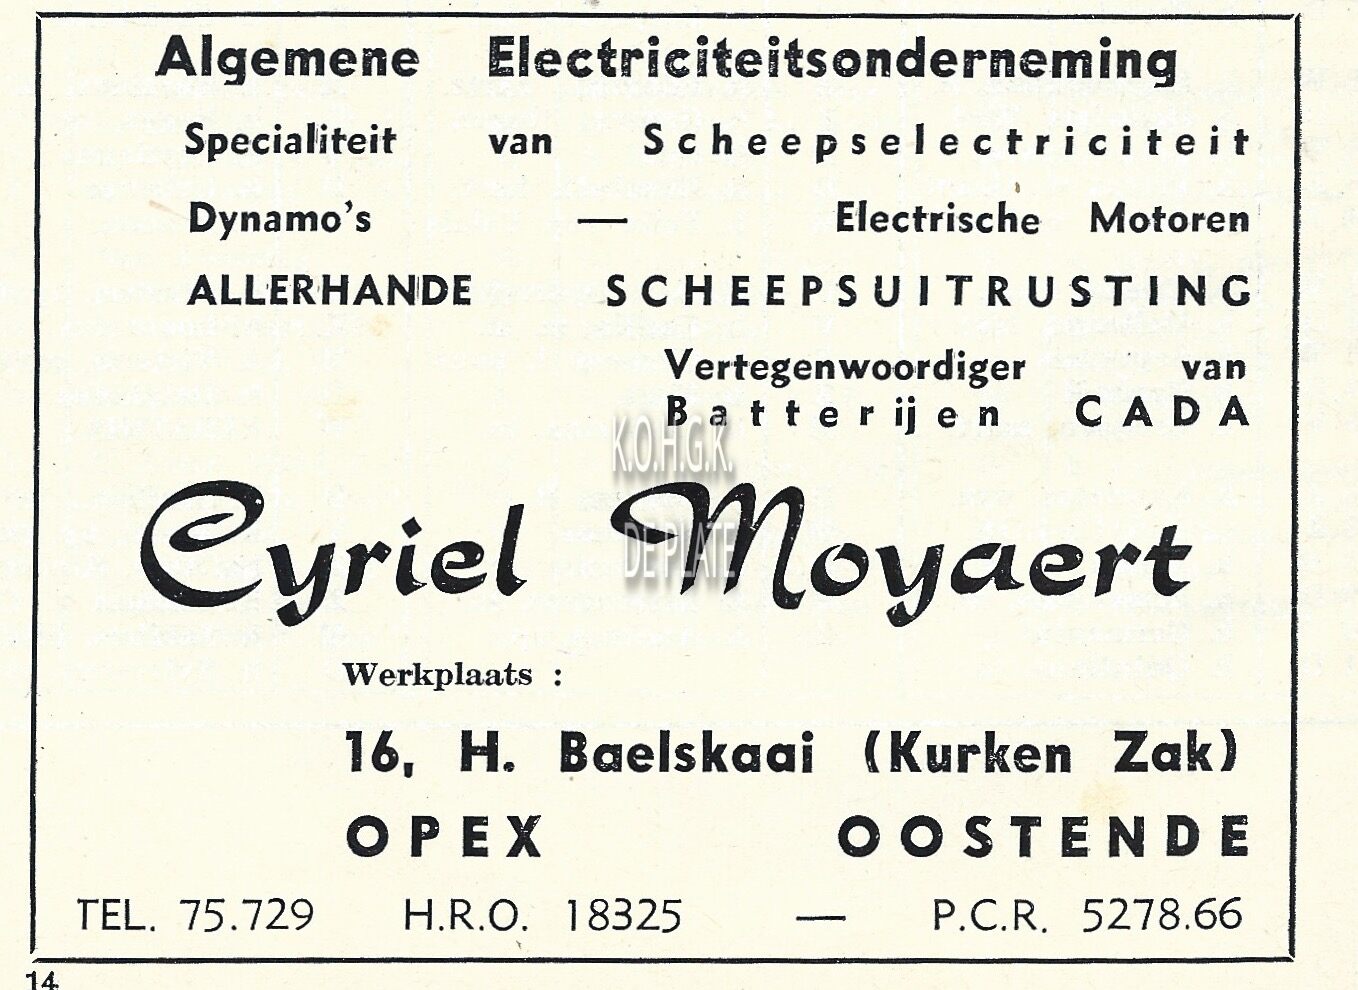 Algemene Electriciteitsonderneming
Specialiteit van Scheepselectriciteit
Dynamo's — Electrische Motoren
ALLERHANDE SCHEEPSUITRUSTING
Vertegenwoordiger van
Batterijen CADA
K.O.H.G.K.
Cyriel Moyaert
DE PLATE
Werkplaats :
16, H. Baelskaai (Kurken Zak)
OPEX OOSTENDE
TEL. 75.729 H.R.O. 18325 — P.C.R. 5278.66
14